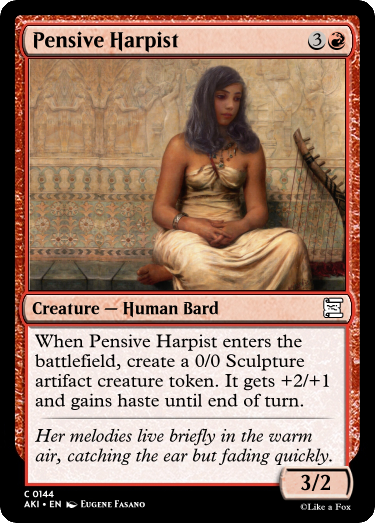 Pensive Harpist 3
Creature — Human Bard
When Pensive Harpist enters the
battlefield, create a 0/0 Sculpture
artifact creature token. It gets +2/+1
and gains haste until end of turn.
Her melodies live briefly in the warm
air, catching the ear but fading quickly.
3/2
C 0144
AKI • EN Eugene Fasano
©Like a Fox